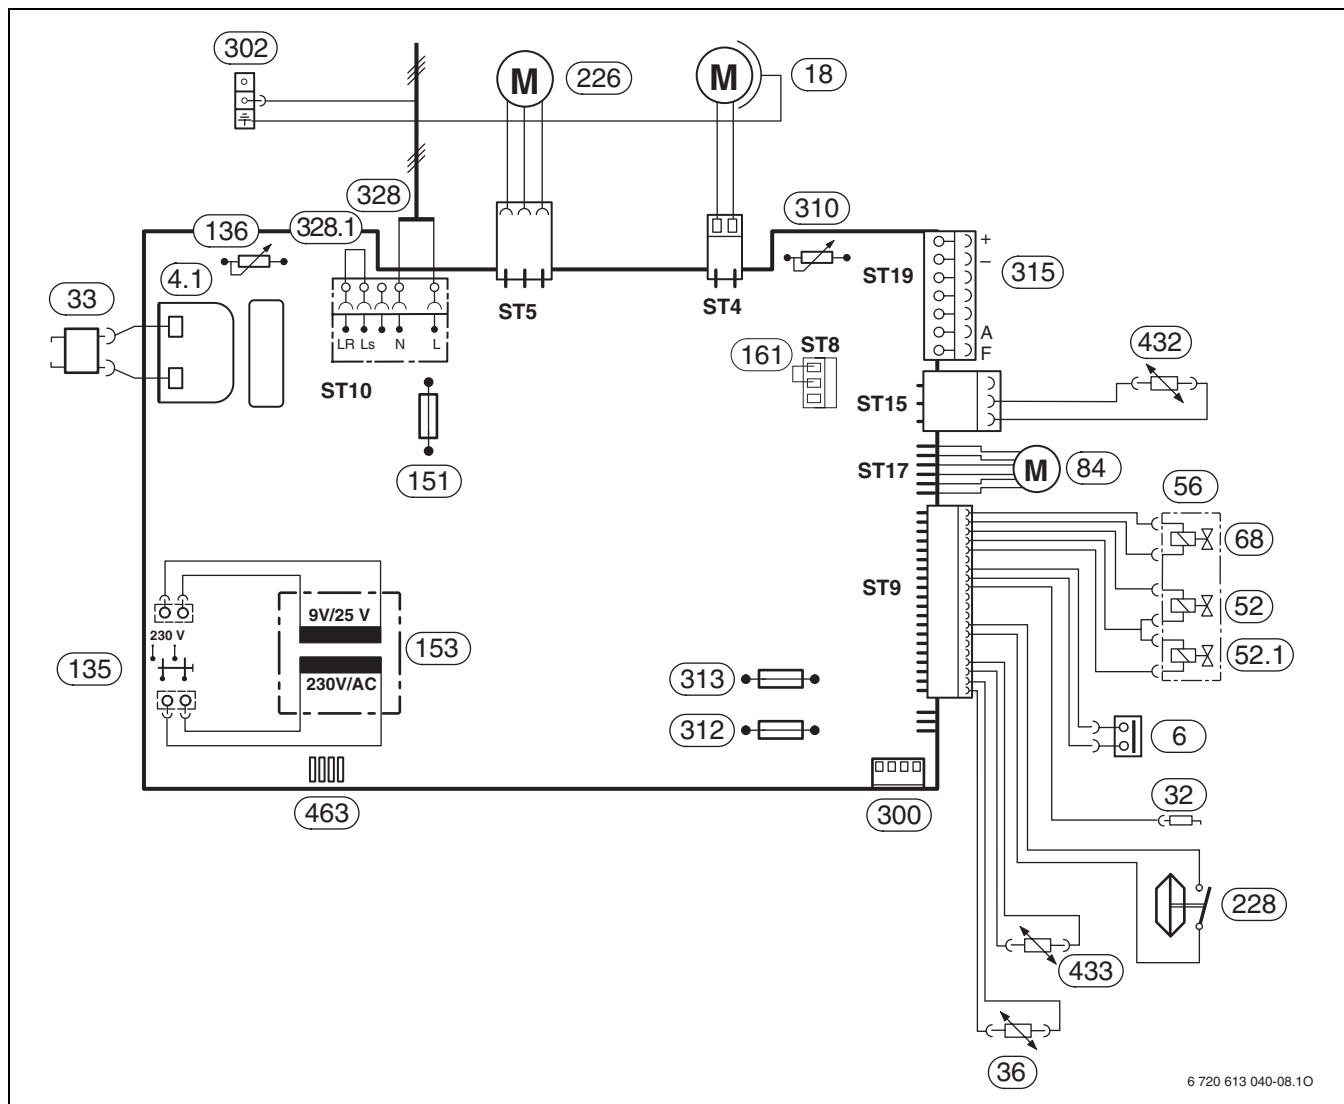 302
M
226
M
18
328
136
328.1
310
4.1
33
ST19
+
–
315
ST5
ST4
LR Ls N L
A
F
ST10
161
ST8
432
ST15
151
ST17
M
84
56
68
ST9
52
52.1
9V/25 V
230 V
153
135
230V/AC
313
312
6
463
300
32
228
433
36
6 720 613 040-08.1O